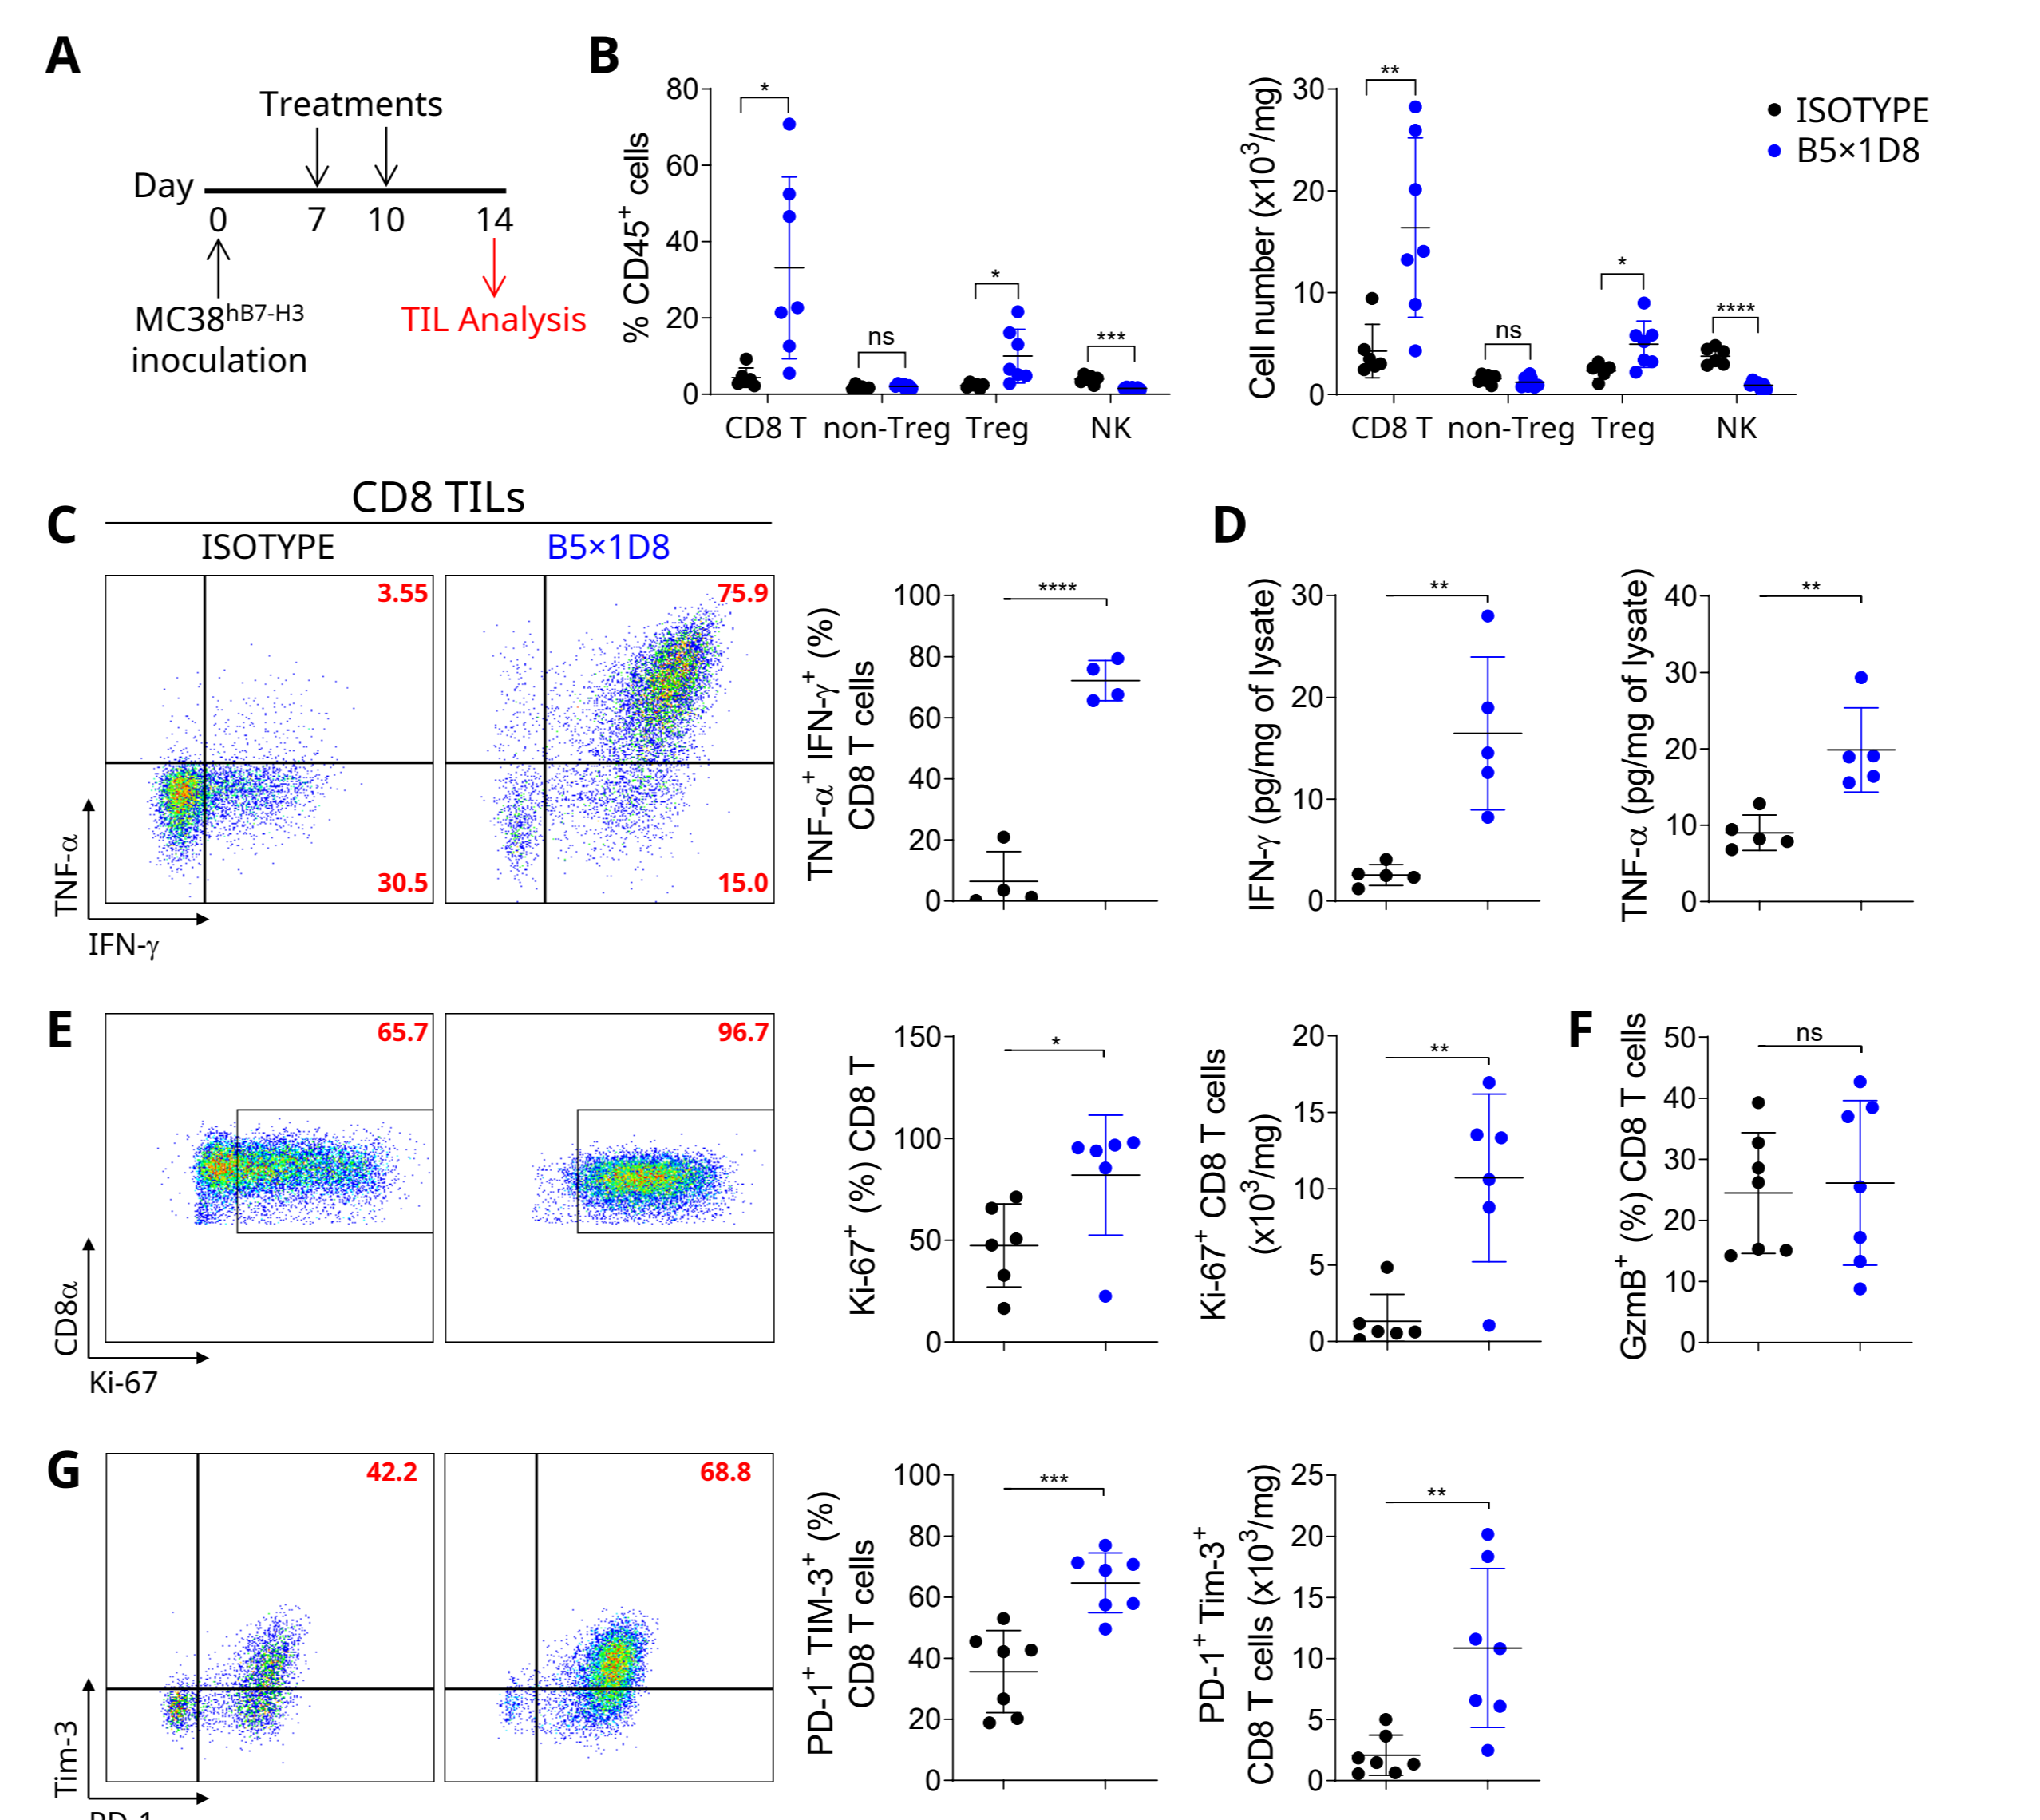 A
Treatments
Day
0 7 10 14
MC38hB7-H3
inoculation
TIL Analysis
B
% CD45+ cells
80
60
40
20
0
*
ns
*
***
CD8 T non-Treg Treg NK
Cell number (x103/mg)
30
20
10
0
**
ns
*
****
CD8 T non-Treg Treg NK
ISOTYPE
B5×1D8
C
CD8 TILs
ISOTYPE
B5×1D8
3.55
30.5
75.9
15.0
TNF-α
IFN-γ
TNF-α+ IFN-γ+ (%)
CD8 T cells
100
80
60
40
20
0
****
D
IFN-γ (pg/mg of lysate)
30
20
10
0
**
TNF-α (pg/mg of lysate)
40
30
20
10
0
**
E
65.7
96.7
CD8α
Ki-67
Ki-67+ (%) CD8 T
150
100
50
0
*
Ki-67+ CD8 T cells
(x103/mg)
20
15
10
5
0
**
F
GzmB+ (%) CD8 T cells
50
40
30
20
10
0
ns
G
42.2
68.8
Tim-3
PD-1
PD-1+ TIM-3+ (%)
CD8 T cells
100
80
60
40
20
0
***
PD-1+ Tim-3+
CD8 T cells (x103/mg)
25
20
15
10
5
0
**